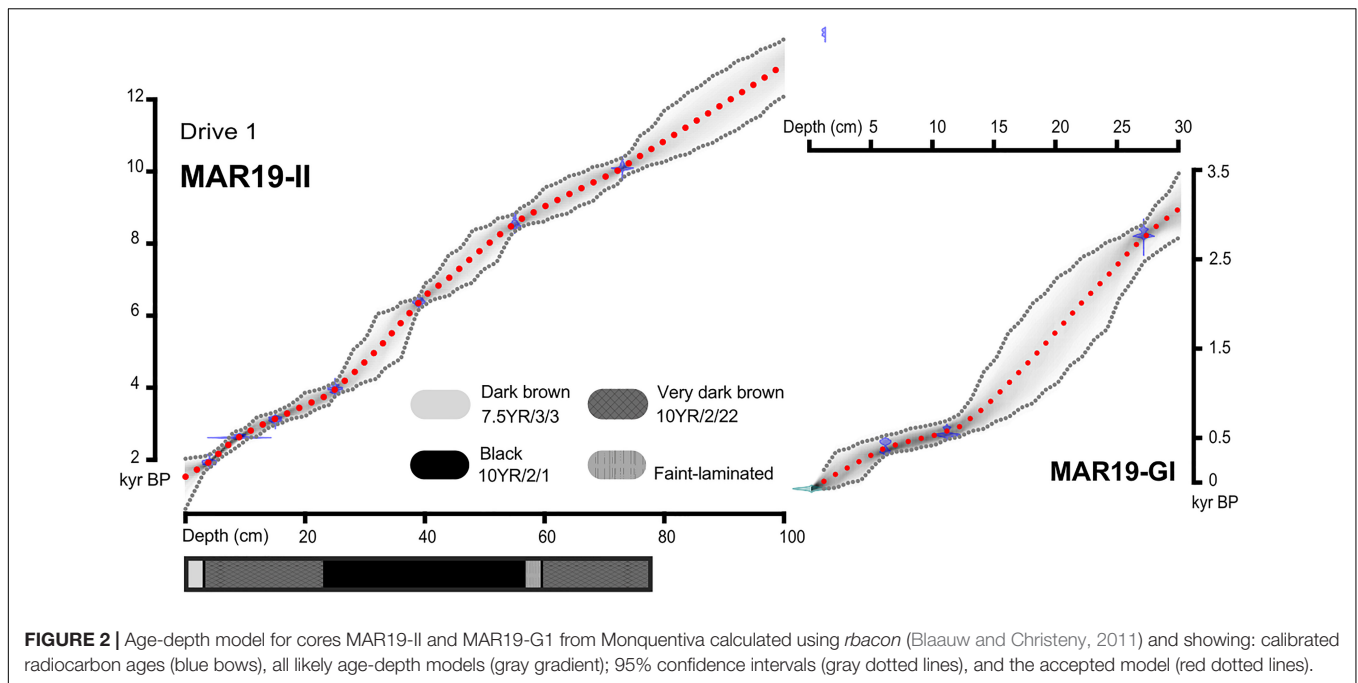 12
10
8
6
4
2
kyr BP
Drive 1
MAR19-II
Dark brown
7.5YR/3/3
Very dark brown
10YR/2/22
Black
10YR/2/1
Faint-laminated
Depth (cm) 20 40 60 80 100
Depth (cm) 5 10 15 20 25 30
3.5
2.5
1.5
0.5
0
kyr BP
MAR19-GI
FIGURE 2 | Age-depth model for cores MAR19-II and MAR19-G1 from Monquentiva calculated using rbacon (Blaauw and Christeny, 2011) and showing: calibrated
radiocarbon ages (blue bows), all likely age-depth models (gray gradient); 95% confidence intervals (gray dotted lines), and the accepted model (red dotted lines).